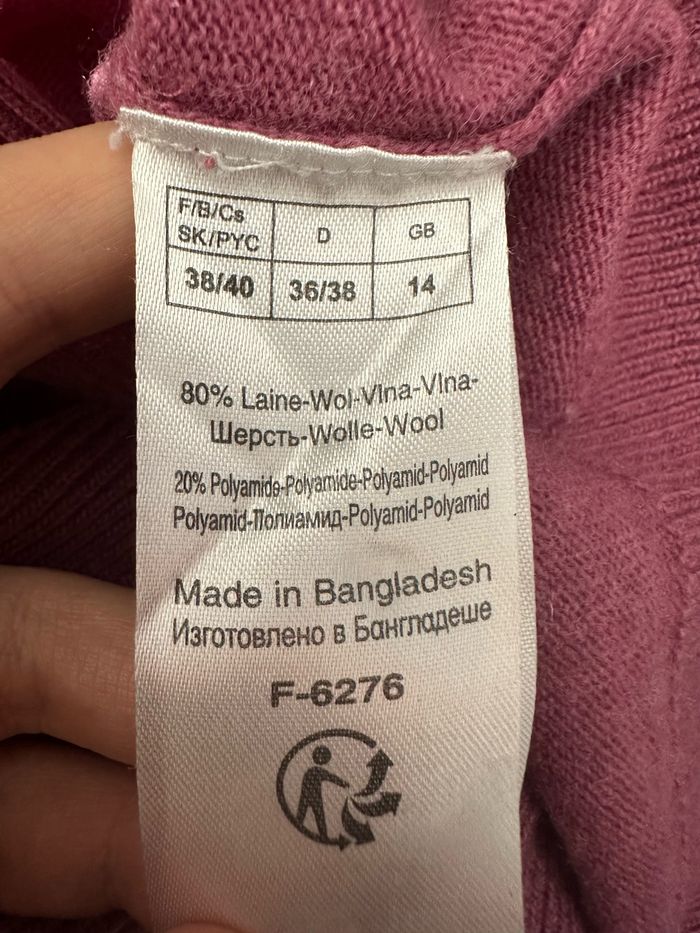 F/B/Cs
SK/PYC
D
GB
38/40
36/38
14
80% Laine-Wol-Vlna-Vlna-
Шерсть-Wolle-Wool
20% Polyamide-Polyamide-Polyamid-Polyamid
Polyamid-Полиамид-Polyamid-Polyamid
Made in Bangladesh
Изготовлено в Бангладеше
F-6276